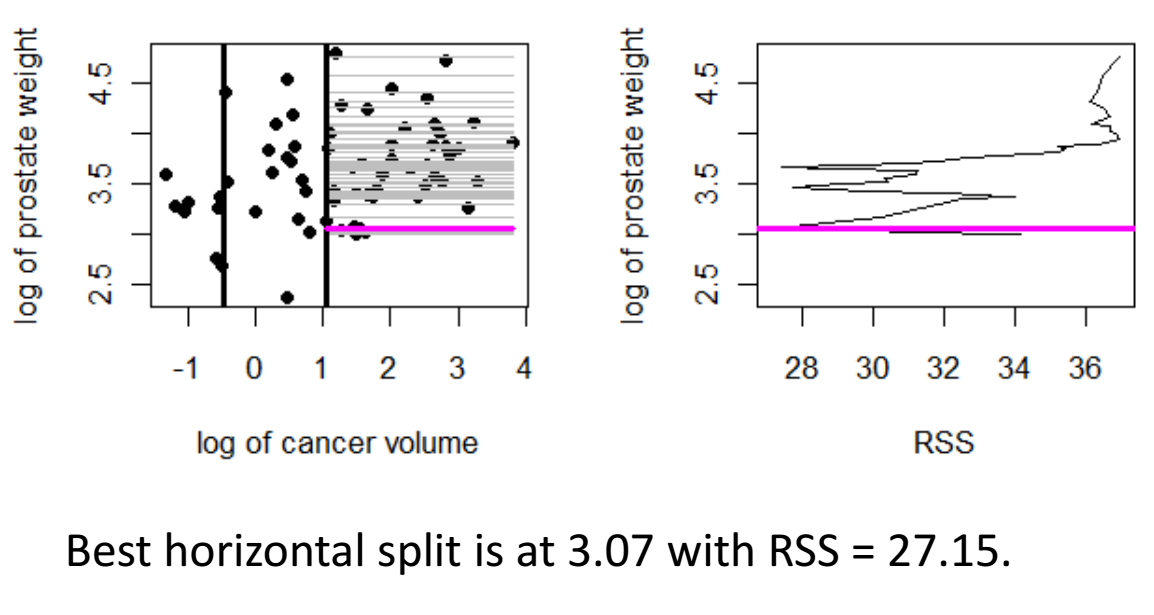 log of prostate weight
4.5
3.5
2.5
-1 0 1 2 3 4
log of cancer volume
log of prostate weight
4.5
3.5
2.5
28 30 32 34 36
RSS
Best horizontal split is at 3.07 with RSS = 27.15.